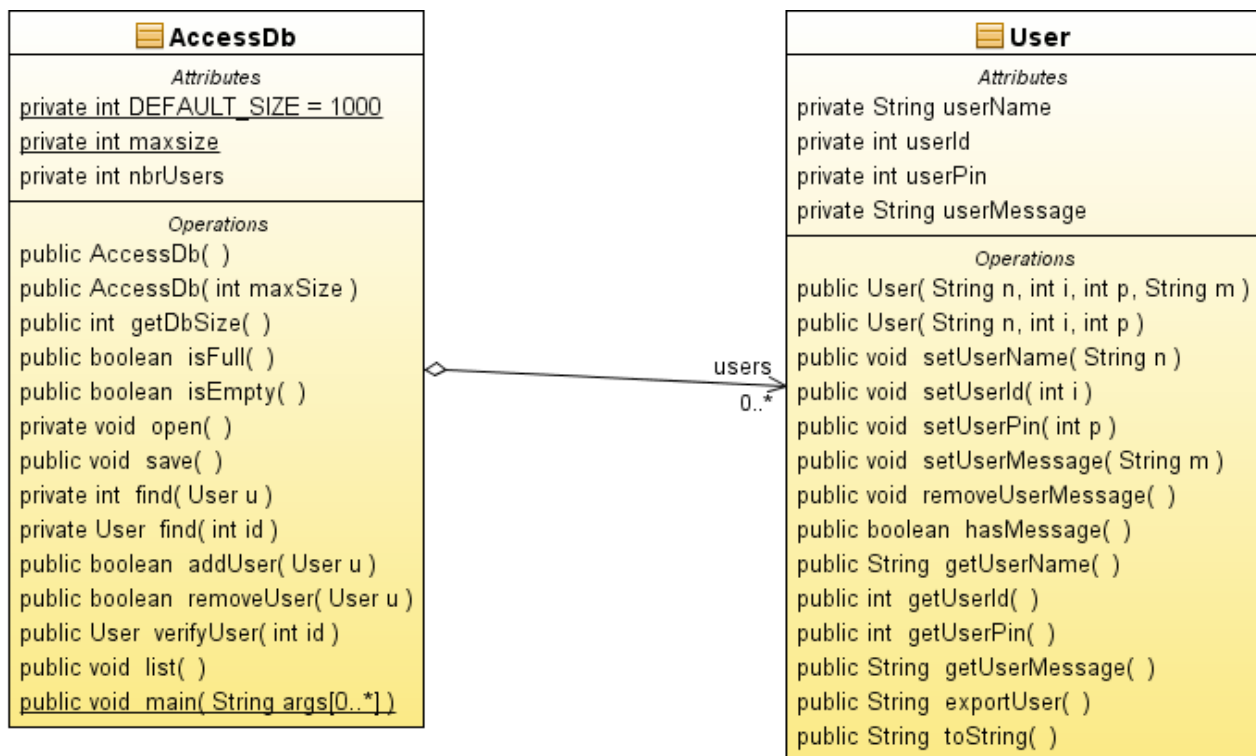 AccessDb
Attributes
private int DEFAULT_SIZE = 1000
private int maxsize
private int nbrUsers
Operations
public AccessDb( )
public AccessDb( int maxSize )
public int getDbSize( )
public boolean isFull( )
public boolean isEmpty( )
private void open( )
public void save( )
private int find( User u )
private User find( int id )
public boolean addUser( User u )
public boolean removeUser( User u )
public User verifyUser( int id )
public void list( )
public void main( String args[0..*] )
users
0..*
User
Attributes
private String userName
private int userId
private int userPin
private String userMessage
Operations
public User( String n, int i, int p, String m )
public User( String n, int i, int p )
public void setUserName( String n )
public void setUserId( int i )
public void setUserPin( int p )
public void setUserMessage( String m )
public void removeUserMessage( )
public boolean hasMessage( )
public String getUserName( )
public int getUserId( )
public int getUserPin( )
public String getUserMessage( )
public String exportUser( )
public String toString( )